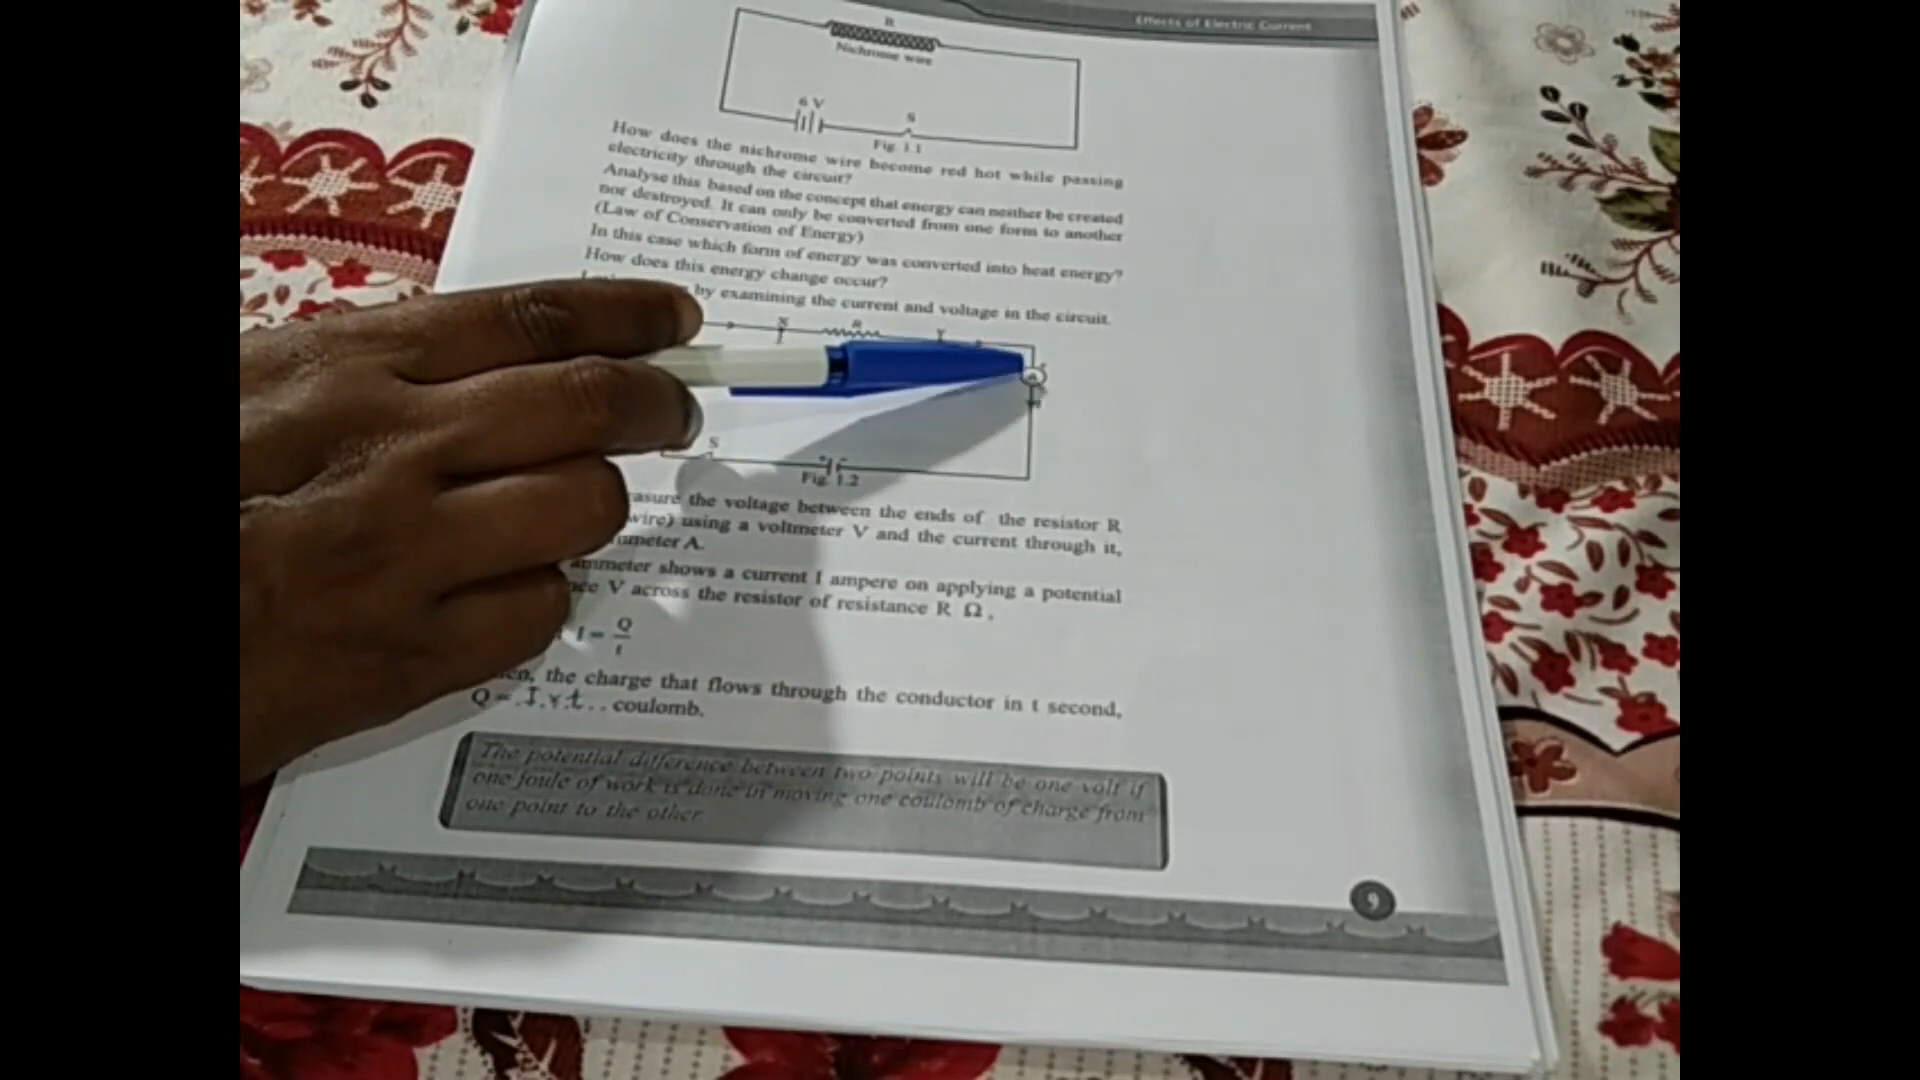 Effects of Electric Current
R
Nichrome wire
6 V
S
Fig. 1.1
How does the nichrome wire become red hot while passing
electricity through the circuit?
Analyse this based on the concept that energy can neither be created
nor destroyed. It can only be converted from one form to another
(Law of Conservation of Energy)
In this case which form of energy was converted into heat energy?
How does this energy change occur?
by examining the current and voltage in the circuit.
X R Y
A
S
Fig. 1.2
the voltage between the ends of the resistor R
wire) using a voltmeter V and the current through it,
A.
ammeter shows a current I ampere on applying a potential
V across the resistor of resistance R Ω.
I = Q/t
the charge that flows through the conductor in t second,
Q = .I.x.t.. coulomb.
The potential difference between two points will be one volt if
one joule of work is done in moving one coulomb of charge from
one point to the other.
9